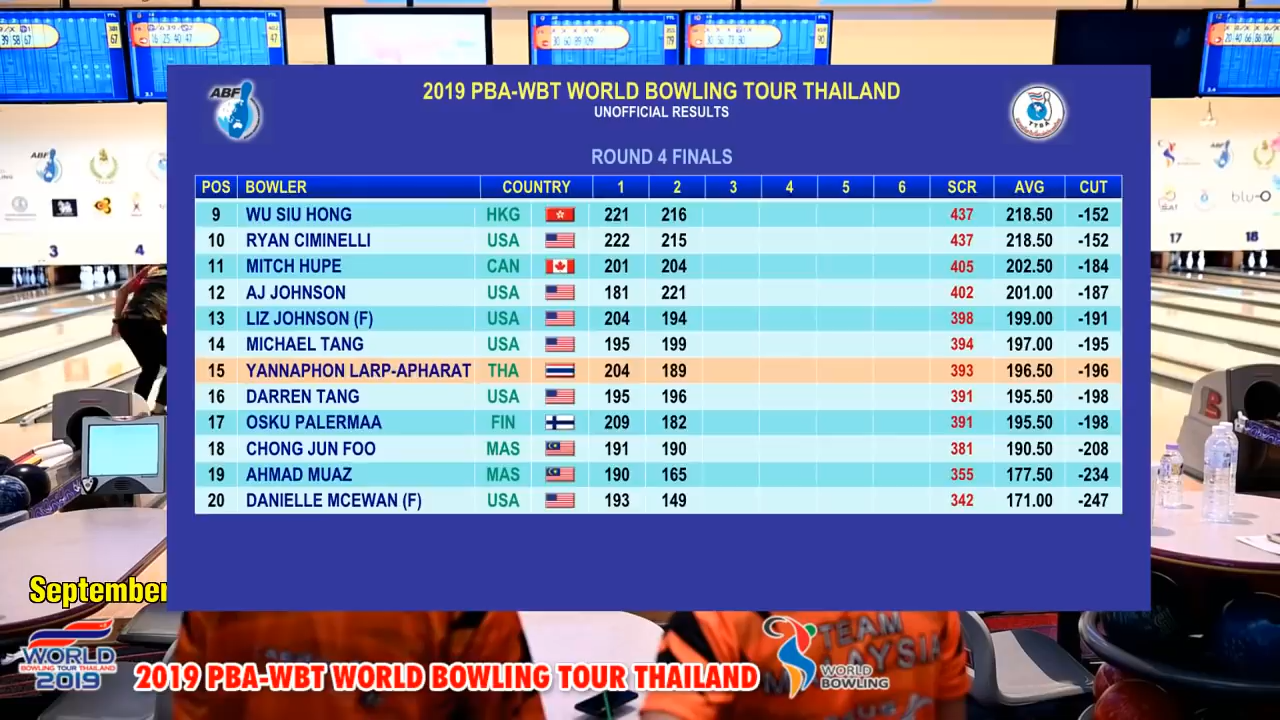 ABF
2019 PBA-WBT WORLD BOWLING TOUR THAILAND
UNOFFICIAL RESULTS
ROUND 4 FINALS
POS BOWLER COUNTRY 1 2 3 4 5 6 SCR AVG CUT
9 WU SIU HONG HKG 221 216 437 218.50 -152
10 RYAN CIMINELLI USA 222 215 437 218.50 -152
11 MITCH HUPE CAN 201 204 405 202.50 -184
12 AJ JOHNSON USA 181 221 402 201.00 -187
13 LIZ JOHNSON (F) USA 204 194 398 199.00 -191
14 MICHAEL TANG USA 195 199 394 197.00 -195
15 YANNAPHON LARP-APHARAT THA 204 189 393 196.50 -196
16 DARREN TANG USA 195 196 391 195.50 -198
17 OSKU PALERMAA FIN 209 182 391 195.50 -198
18 CHONG JUN FOO MAS 191 190 381 190.50 -208
19 AHMAD MUAZ MAS 190 165 355 177.50 -234
20 DANIELLE MCEWAN (F) USA 193 149 342 171.00 -247
3 4
17 18
blu-O
September
TEAM
WORLD
BOWLING TOUR THAILAND
2019
2019 PBA-WBT WORLD BOWLING TOUR THAILAND
WORLD
BOWLING